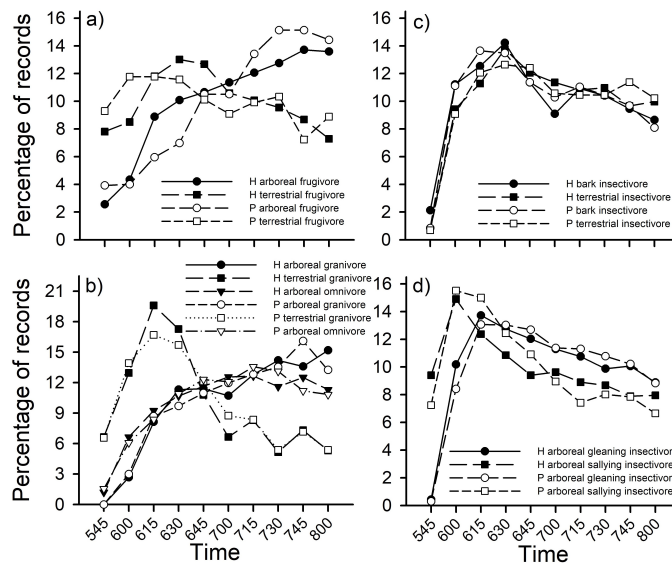 a)
Percentage of records
16
14
12
10
8
6
4
2
0
H arboreal frugivore
H terrestrial frugivore
P arboreal frugivore
P terrestrial frugivore
c)
16
14
12
10
8
6
4
2
0
H bark insectivore
H terrestrial insectivore
P bark insectivore
P terrestrial insectivore
b)
Percentage of records
21
18
15
12
9
6
3
0
H arboreal granivore
H terrestrial granivore
H arboreal omnivore
P arboreal granivore
P terrestrial granivore
P arboreal omnivore
545 600 615 630 645 700 715 730 745 800
Time
d)
16
14
12
10
8
6
4
2
0
H arboreal gleaning insectivore
H arboreal sallying insectivore
P arboreal gleaning insectivore
P arboreal sallying insectivore
545 600 615 630 645 700 715 730 745 800
Time